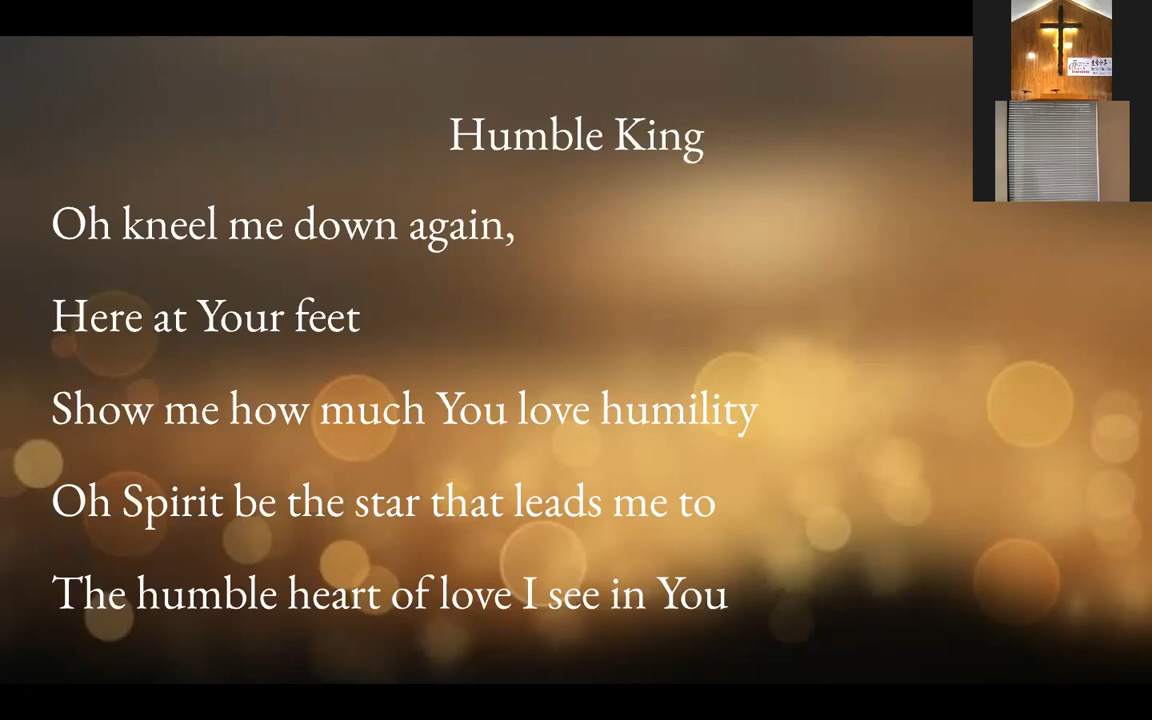 Humble King
Oh kneel me down again,
Here at Your feet
Show me how much You love humility
Oh Spirit be the star that leads me to
The humble heart of love I see in You